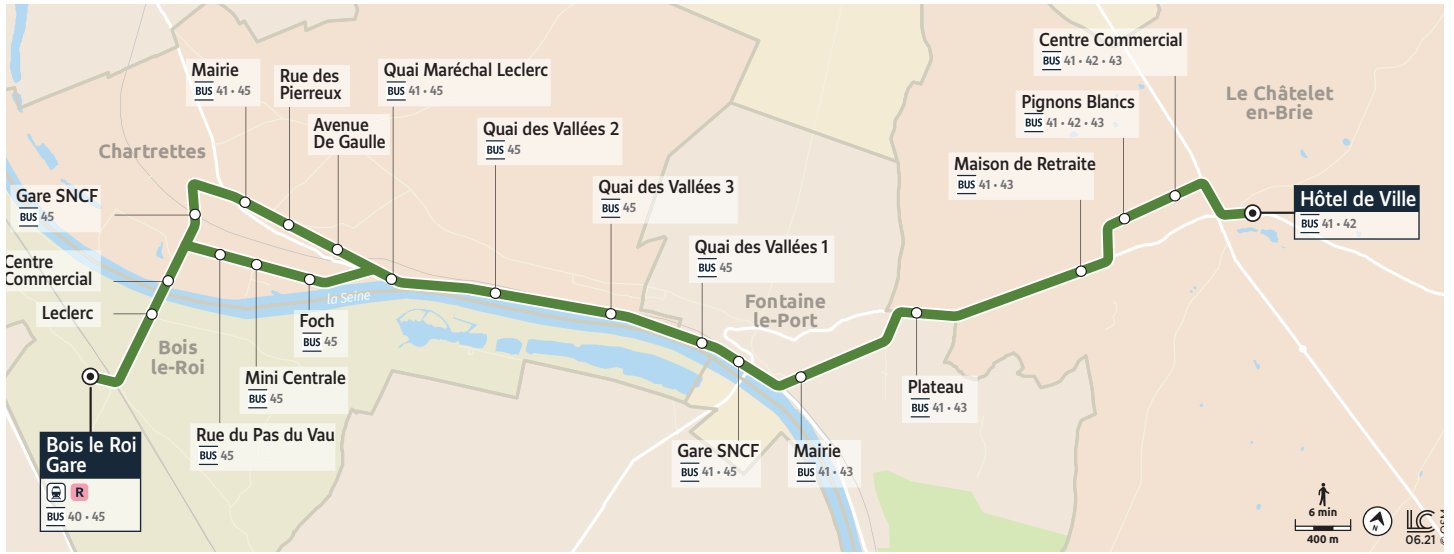 Centre Commercial
BUS 41 • 42 • 43
Mairie
BUS 41 • 45
Rue des
Pierreux
Quai Maréchal Leclerc
BUS 41 • 45
Le Châtelet
en-Brie
Pignons Blancs
BUS 41 • 42 • 43
Avenue
De Gaulle
Quai des Vallées 2
BUS 45
Chartrettes
Maison de Retraite
BUS 41 • 43
Gare SNCF
BUS 45
Quai des Vallées 3
BUS 45
Hôtel de Ville
BUS 41 • 42
Quai des Vallées 1
BUS 45
Centre
Commercial
la Seine
Fontaine
le-Port
Leclerc
Foch
BUS 45
Bois
le-Roi
Mini Centrale
BUS 45
Plateau
BUS 41 • 43
Rue du Pas du Vau
BUS 45
Bois le Roi
Gare
R
BUS 40 • 45
Gare SNCF
BUS 41 • 45
Mairie
BUS 41 • 43
6 min
400 m
N
LC
06.21